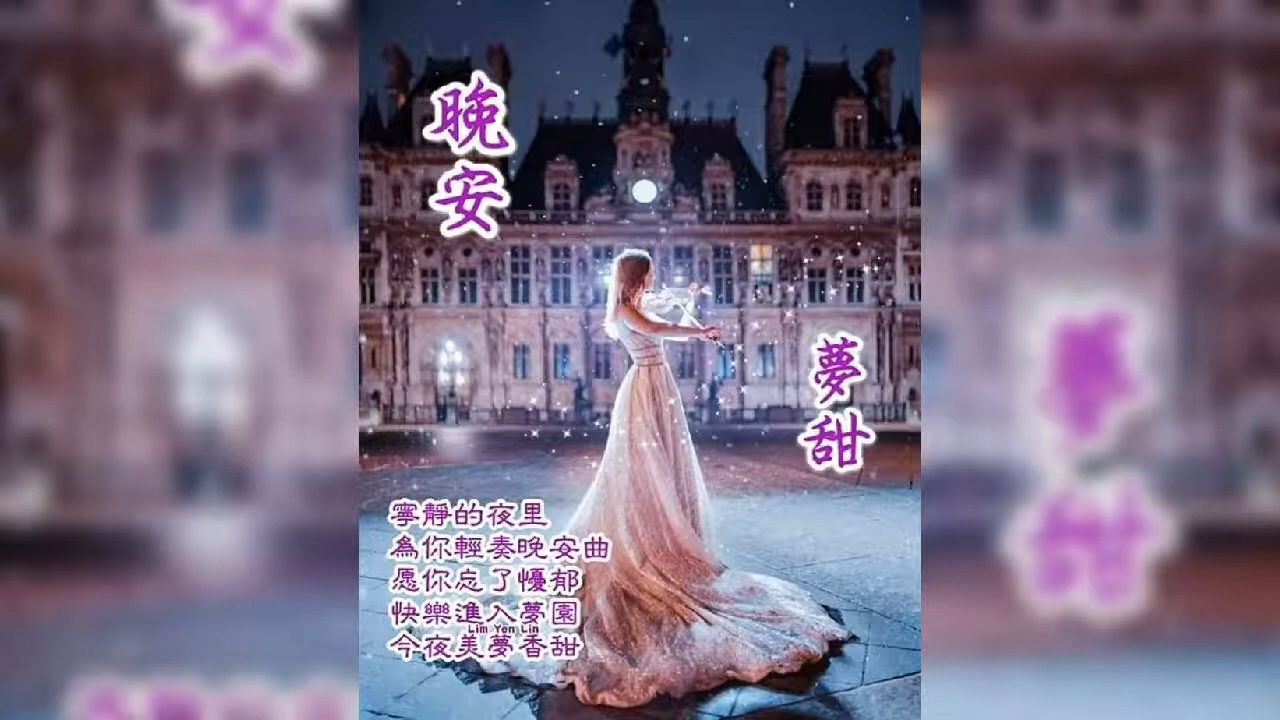 晚安
夢甜
寧靜的夜里
為你輕奏晚安曲
愿你忘了憂郁
快樂進入夢園
Lim Yen Lin
今夜美夢香甜